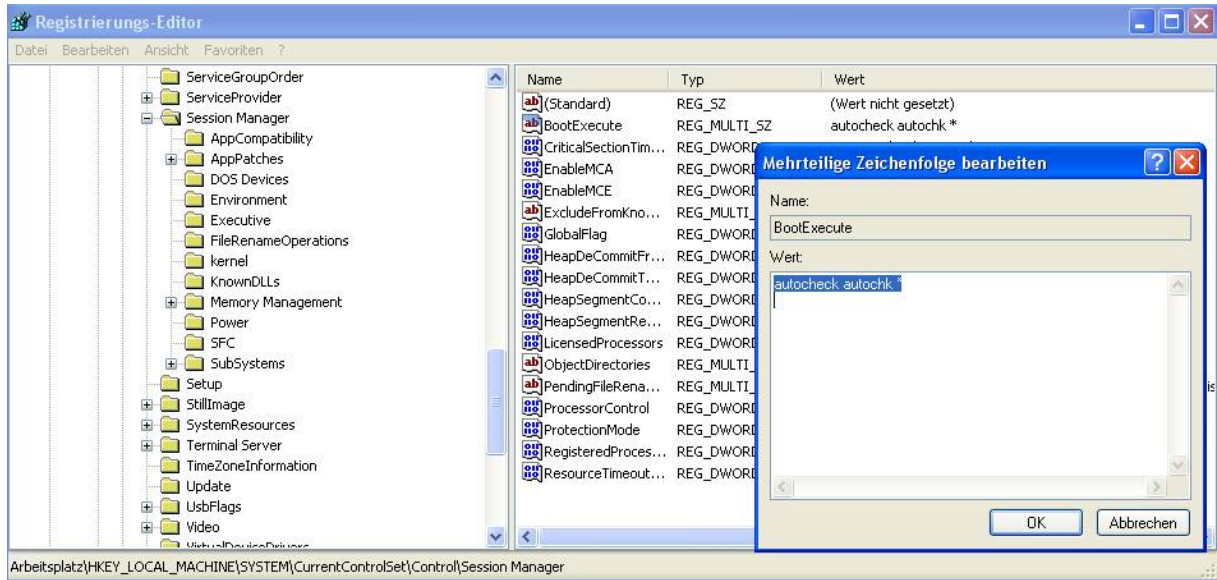 Registrierungs-Editor
Datei Bearbeiten Ansicht Favoriten ?
ServiceGroupOrder
ServiceProvider
Session Manager
AppCompatibility
AppPatches
DOS Devices
Environment
Executive
FileRenameOperations
kernel
KnownDLLs
Memory Management
Power
SFC
SubSystems
Setup
StillImage
SystemResources
Terminal Server
TimeZoneInformation
Update
UsbFlags
Video
VirtualDeviceDrivers
Name Typ Wert
(Standard) REG_SZ (Wert nicht gesetzt)
BootExecute REG_MULTI_SZ autocheck autochk *
CriticalSectionTim... REG_DWORD
EnableMCA REG_DWORD
EnableMCE REG_DWORD
ExcludeFromKno... REG_MULTI_
GlobalFlag REG_DWORD
HeapDeCommitFr... REG_DWORD
HeapDeCommitT... REG_DWORD
HeapSegmentCo... REG_DWORD
HeapSegmentRe... REG_DWORD
LicensedProcessors REG_DWORD
ObjectDirectories REG_MULTI_
PendingFileRena... REG_MULTI_
ProcessorControl REG_DWORD
ProtectionMode REG_DWORD
RegisteredProces... REG_DWORD
ResourceTimeout... REG_DWORD
Mehrteilige Zeichenfolge bearbeiten
Name:
BootExecute
Wert:
autocheck autochk *
OK Abbrechen
Arbeitsplatz\HKEY_LOCAL_MACHINE\SYSTEM\CurrentControlSet\Control\Session Manager